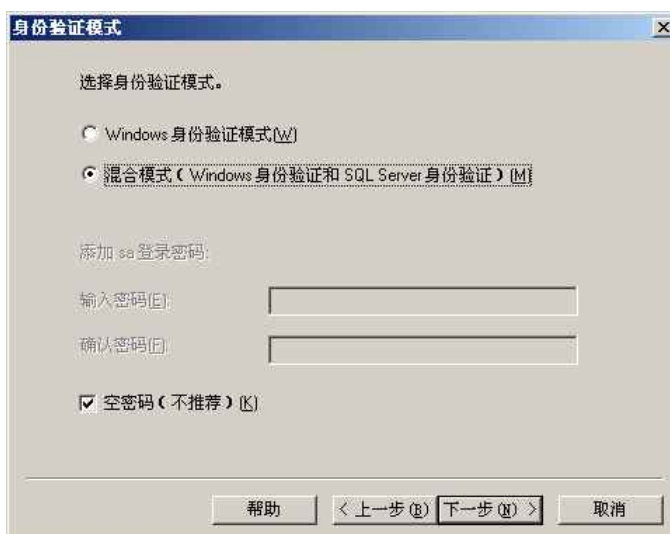 身份验证模式
选择身份验证模式。
Windows 身份验证模式(W)
混合模式(Windows 身份验证和 SQL Server 身份验证)(M)
添加 sa 登录密码:
输入密码(E):
确认密码(F):
空密码(不推荐)(K)
帮助 < 上一步(B) 下一步(N) > 取消